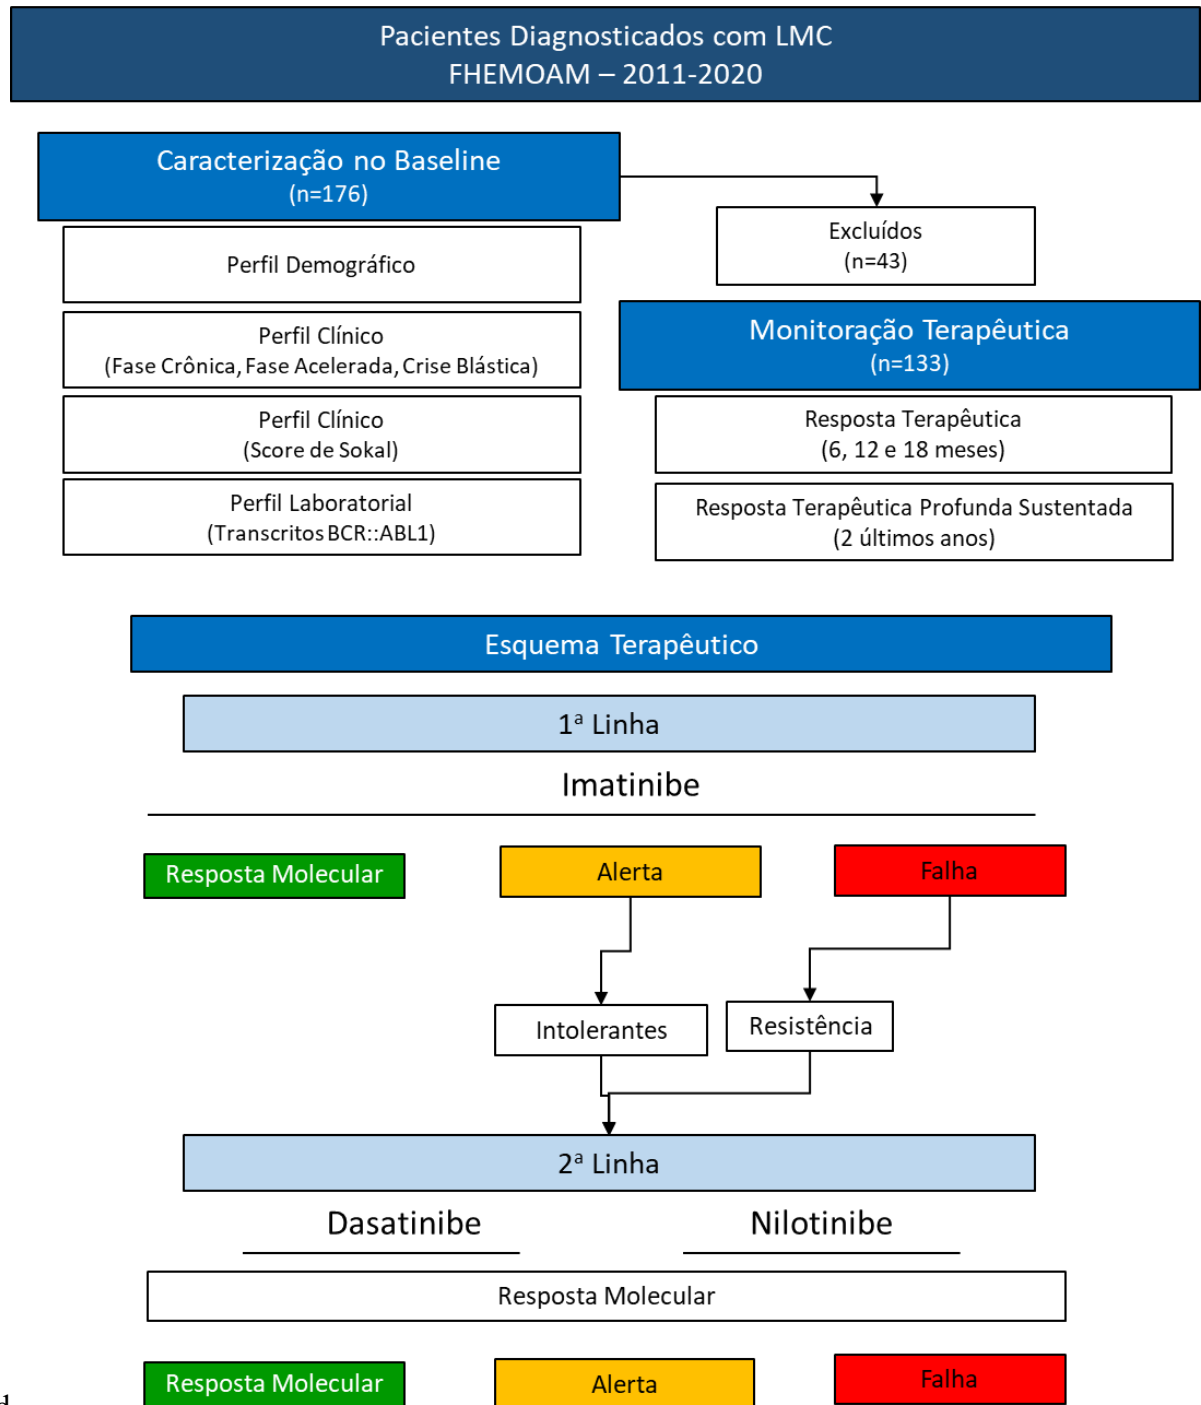 Pacientes Diagnosticados com LMC
FHEMOAM – 2011-2020
Caracterização no Baseline
(n=176)
Perfil Demográfico
Perfil Clínico
(Fase Crônica, Fase Acelerada, Crise Blástica)
Perfil Clínico
(Score de Sokal)
Perfil Laboratorial
(Transcritos BCR::ABL1)
Excluídos
(n=43)
Monitoração Terapêutica
(n=133)
Resposta Terapêutica
(6, 12 e 18 meses)
Resposta Terapêutica Profunda Sustentada
(2 últimos anos)
Esquema Terapêutico
1ª Linha
Imatinibe
Resposta Molecular
Alerta
Falha
Intolerantes
Resistência
2ª Linha
Dasatinibe
Nilotinibe
Resposta Molecular
Resposta Molecular
Alerta
Falha